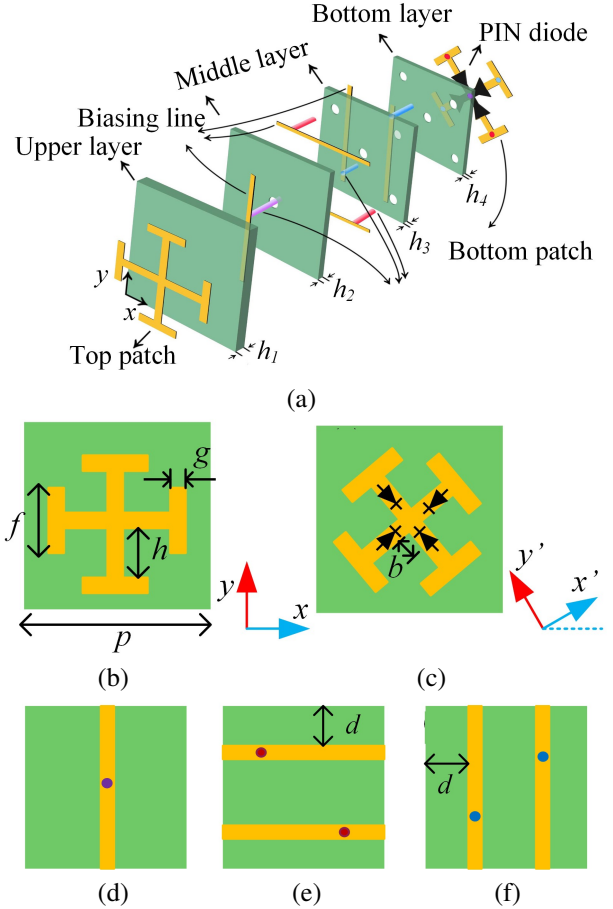 Bottom layer
PIN diode
Middle layer
Biasing line
Upper layer
h4
h3
Bottom patch
h2
y
x
h1
Top patch
(a)
g
f
h
b
y
x
p
y’
x’
(b)
(c)
d
d
(d)
(e)
(f)